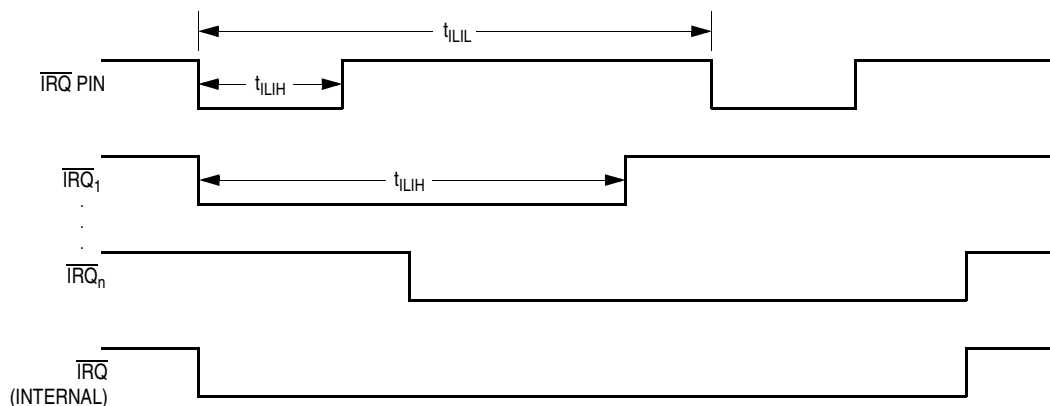 tILIL
IRQ PIN
tILIH
IRQ1
tILIH
.
.
.
IRQn
IRQ
(INTERNAL)